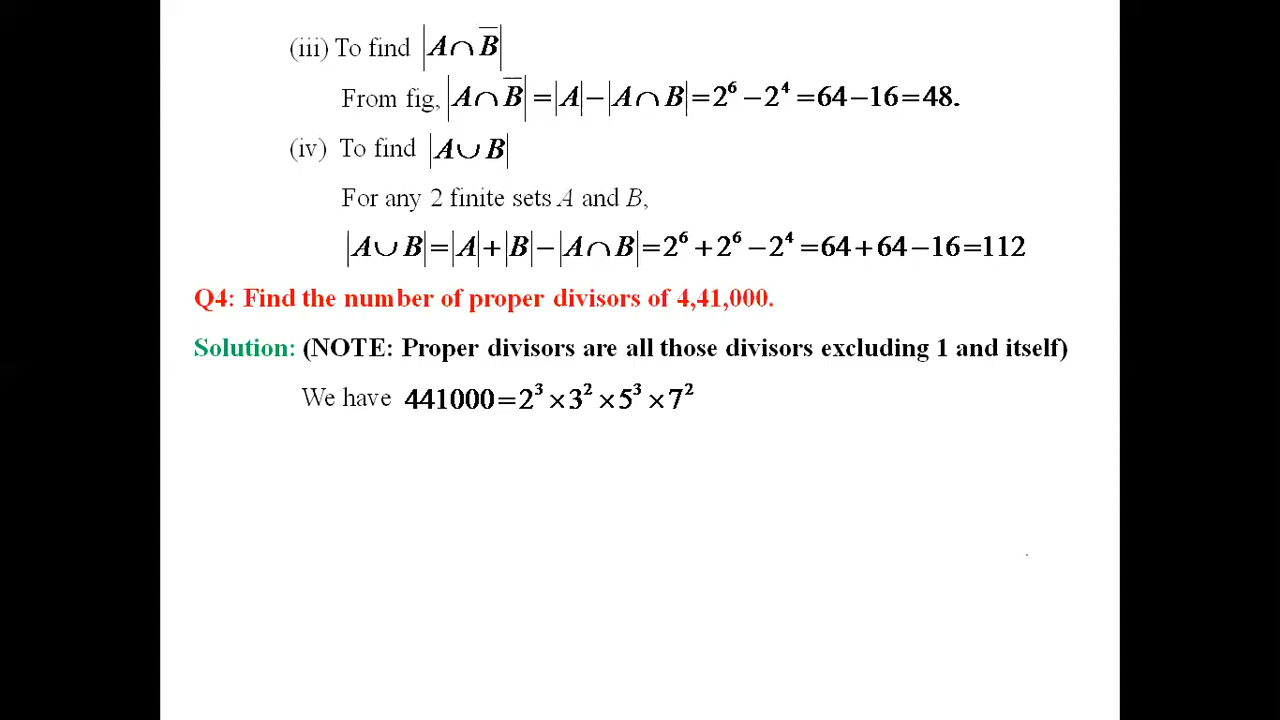 (iii) To find |A∩B̅|
From fig, |A∩B̅|=|A|−|A∩B|=2⁶−2⁴=64−16=48.
(iv) To find |A∪B|
For any 2 finite sets A and B,
|A∪B|=|A|+|B|−|A∩B|=2⁶+2⁶−2⁴=64+64−16=112
Q4: Find the number of proper divisors of 4,41,000.
Solution: (NOTE: Proper divisors are all those divisors excluding 1 and itself)
We have 441000=2³×3²×5³×7²